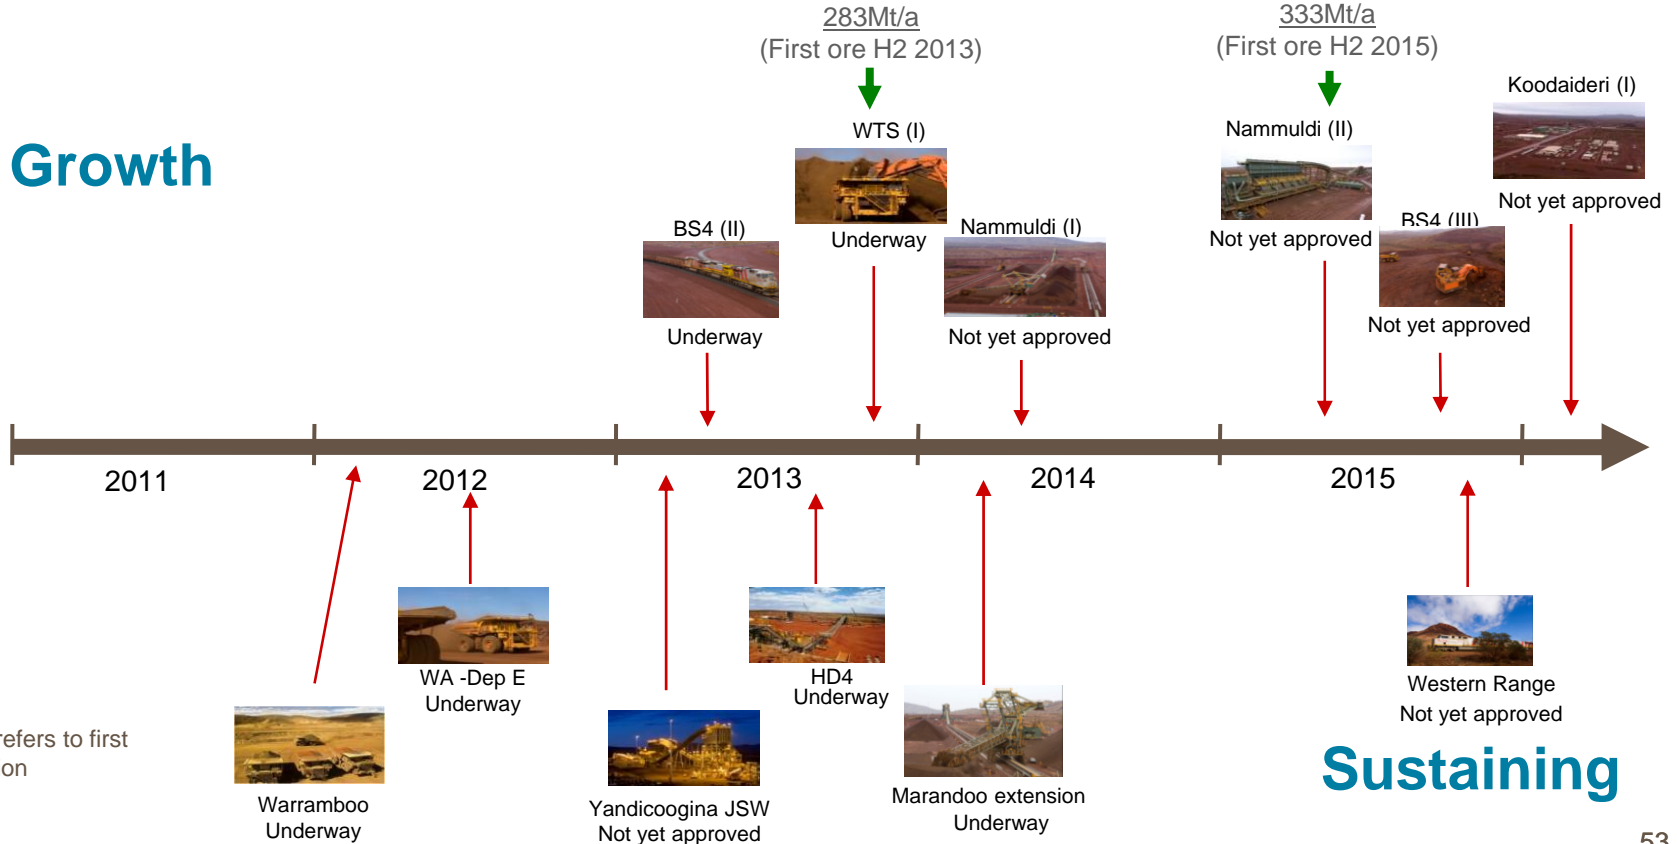 283Mt/a
(First ore H2 2013)
333Mt/a
(First ore H2 2015)
Growth
BS4 (II)
Underway
WTS (I)
Underway
Nammuldi (I)
Not yet approved
Nammuldi (II)
Not yet approved
BS4 (III)
Not yet approved
Koodaideri (I)
Not yet approved
2011
2012
2013
2014
2015
Warramboo
Underway
WA -Dep E
Underway
Yandicoogina JSW
Not yet approved
HD4
Underway
Marandoo extension
Underway
Western Range
Not yet approved
Sustaining
refers to first
on
53